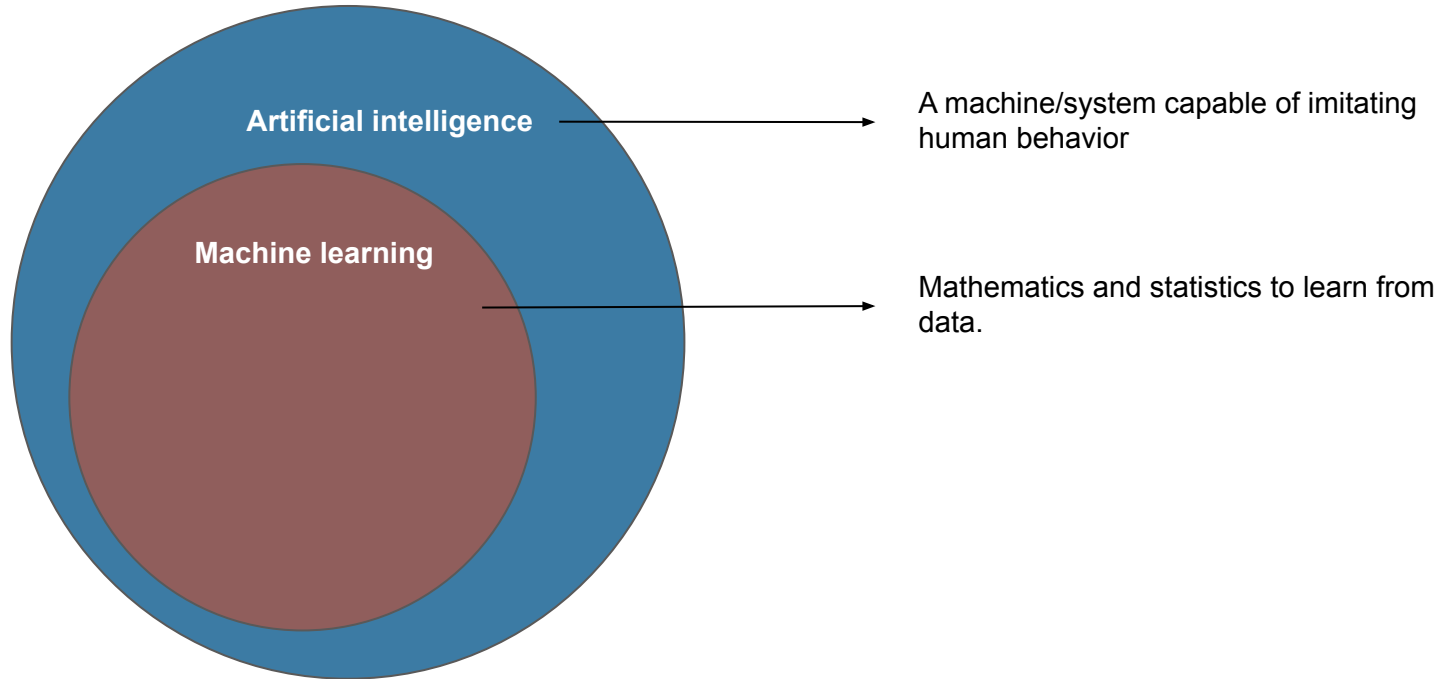 Artificial intelligence
A machine/system capable of imitating
human behavior
Machine learning
Mathematics and statistics to learn from
data.